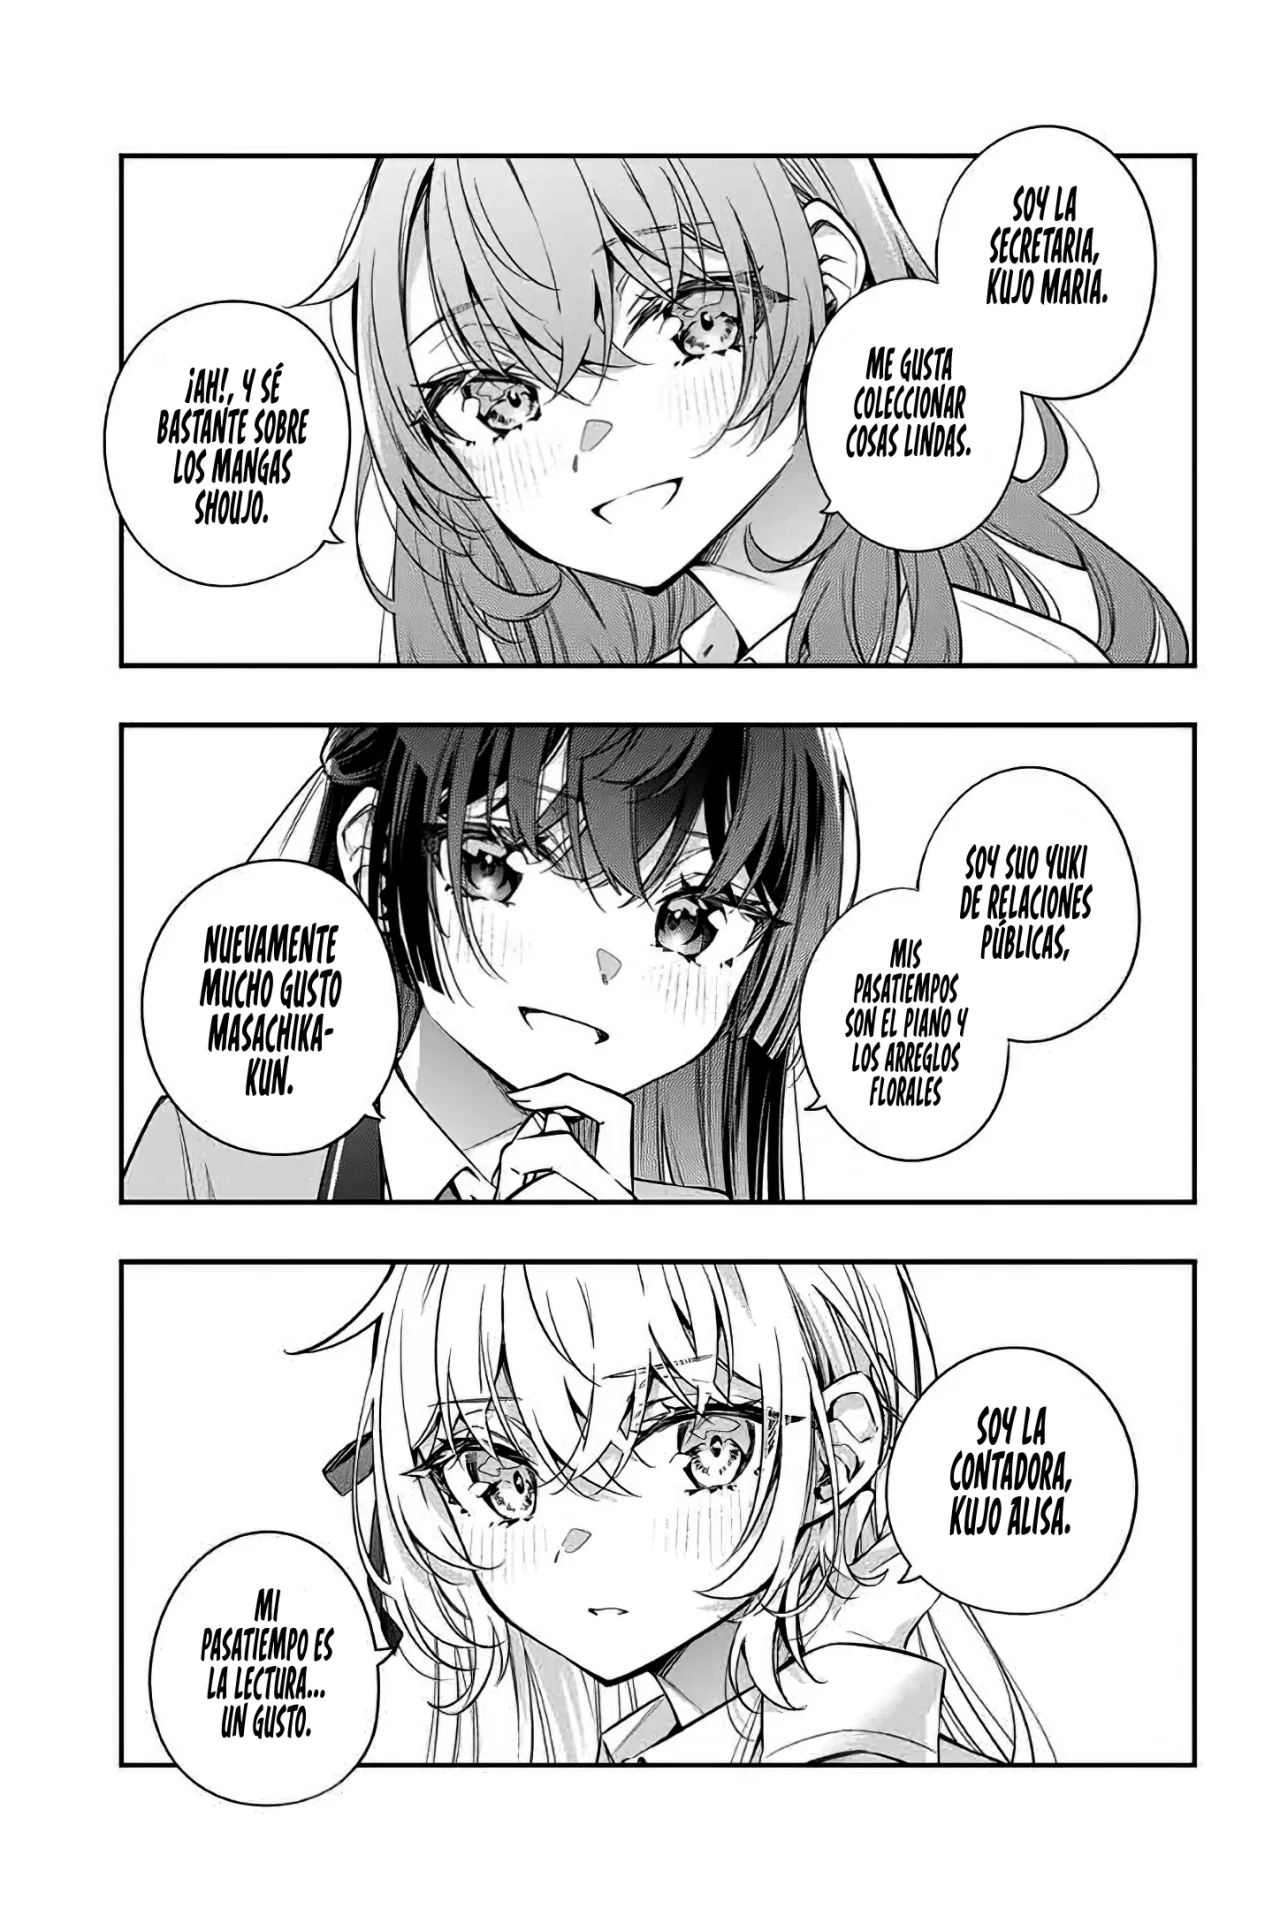 SOY LA
SECRETARIA,
KUJO MARIA.
ME GUSTA
COLECCIONAR
COSAS LINDAS.
¡AH!, Y SÉ
BASTANTE SOBRE
LOS MANGAS
SHOUJO.
SOY SUO YUKI
DE RELACIONES
PÚBLICAS,
MIS
PASATIEMPOS
SON EL PIANO Y
LOS ARREGLOS
FLORALES
NUEVAMENTE
MUCHO GUSTO
MASACHIKA-
KUN.
SOY LA
CONTADORA,
KUJO ALISA.
MI
PASATIEMPO ES
LA LECTURA...
UN GUSTO.